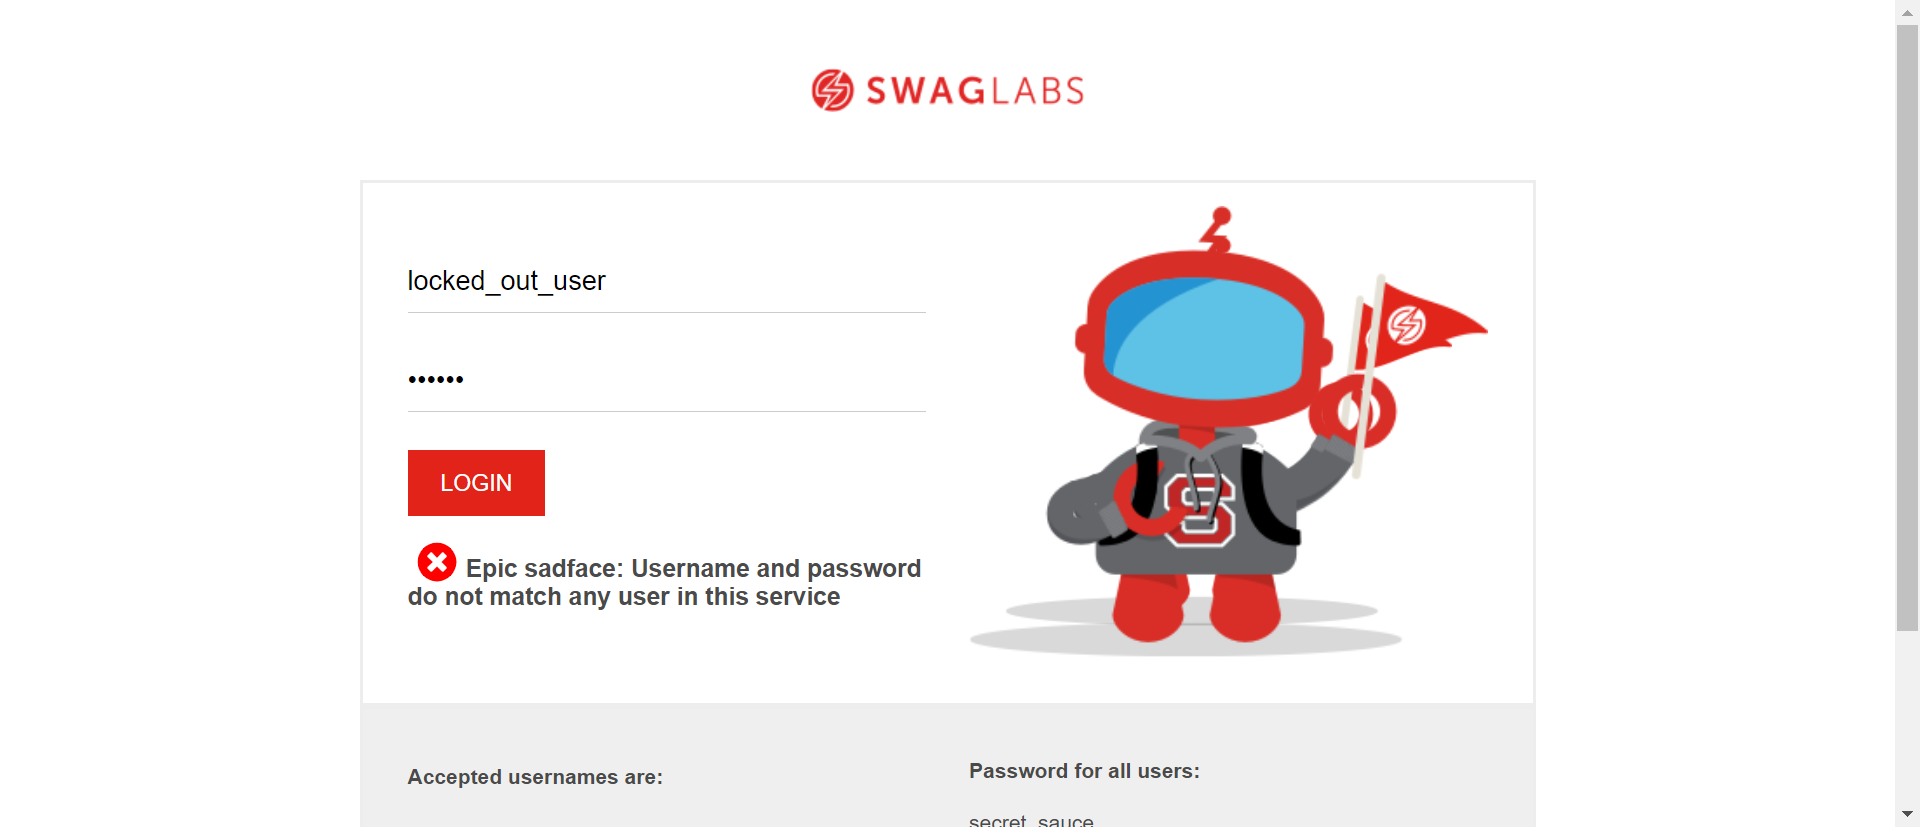 SWAGLABS
locked_out_user
••••••
LOGIN
Epic sadface: Username and password
do not match any user in this service
S
Accepted usernames are:
Password for all users:
secret_sauce